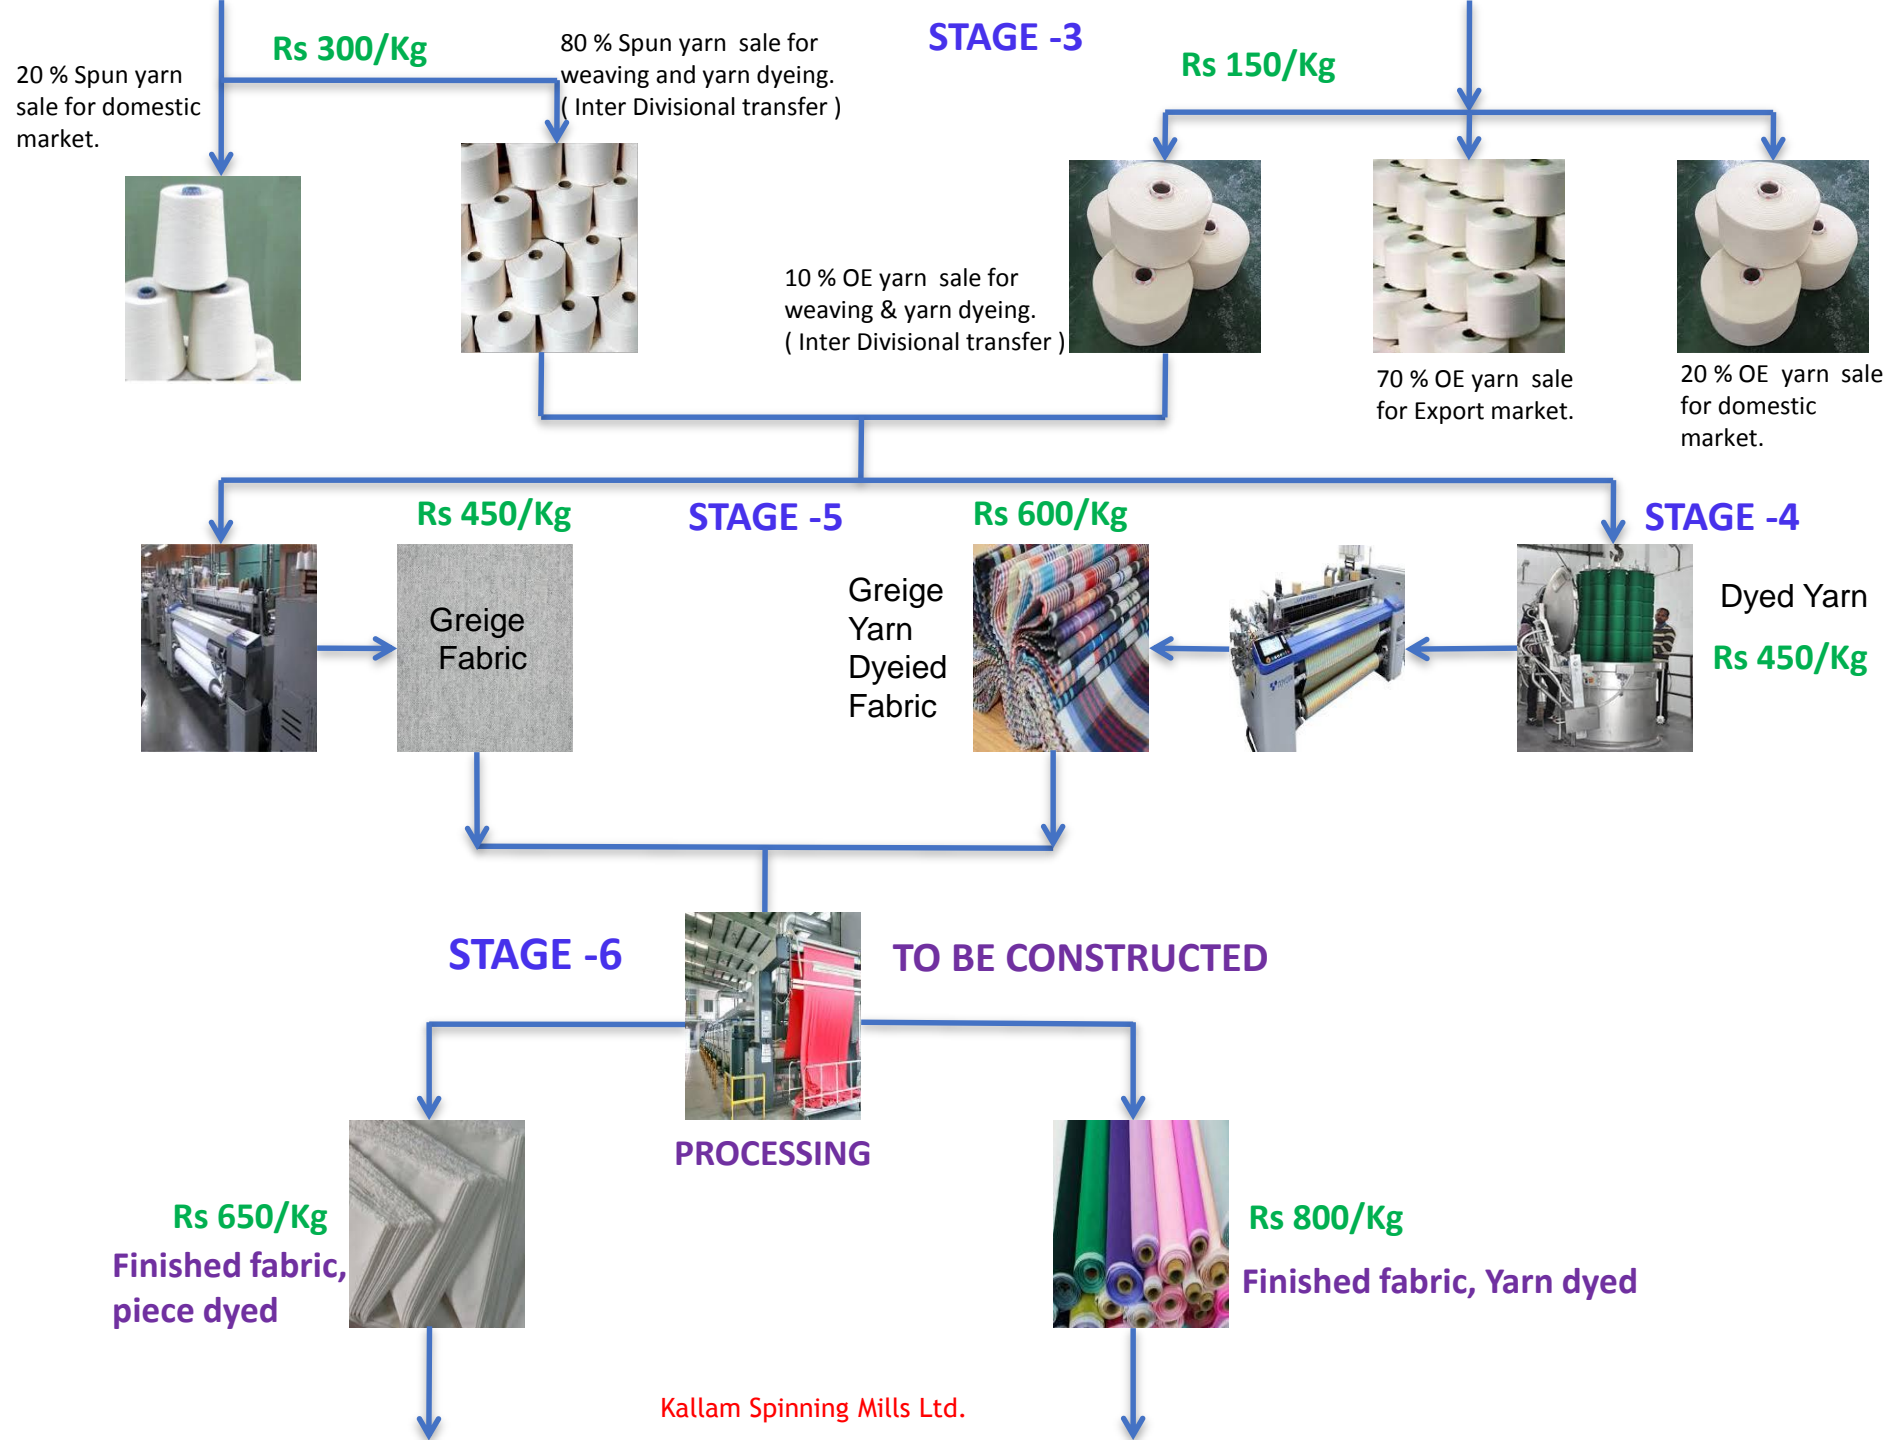 STAGE -3
Rs 300/Kg
80 % Spun yarn  sale for
weaving and yarn dyeing.
( Inter Divisional transfer )
20 % Spun yarn
sale for domestic
market.
Rs 150/Kg
10 % OE yarn  sale for
weaving & yarn dyeing.
( Inter Divisional transfer )
70 % OE yarn  sale
for Export market.
20 % OE  yarn  sale
for domestic
market.
Rs 450/Kg
STAGE -5
Rs 600/Kg
STAGE -4
Greige
Fabric
Greige
Yarn
Dyeied
Fabric
Dyed Yarn
Rs 450/Kg
STAGE -6
TO BE CONSTRUCTED
PROCESSING
Rs 650/Kg
Finished fabric,
piece dyed
Rs 800/Kg
Finished fabric, Yarn dyed
Kallam Spinning Mills Ltd.